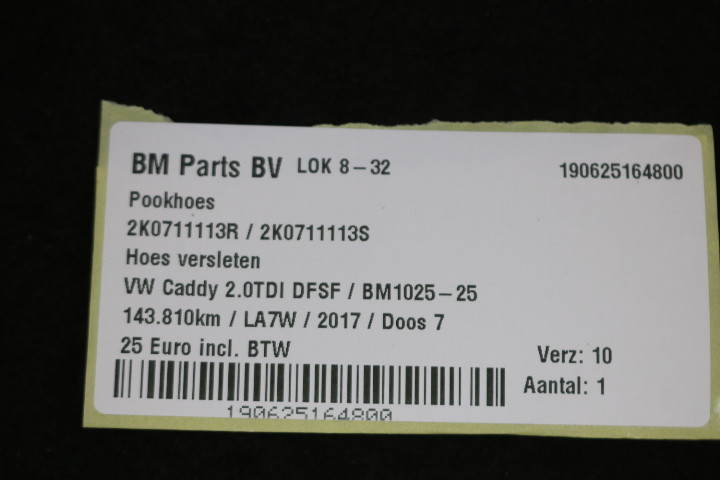 BM Parts BV LOK 8-32 190625164800
Pookhoes
2K0711113R / 2K0711113S
Hoes versleten
VW Caddy 2.0TDI DFSF / BM1025-25
143.810km / LA7W / 2017 / Doos 7
25 Euro incl. BTW Verz: 10
Aantal: 1
190625164800